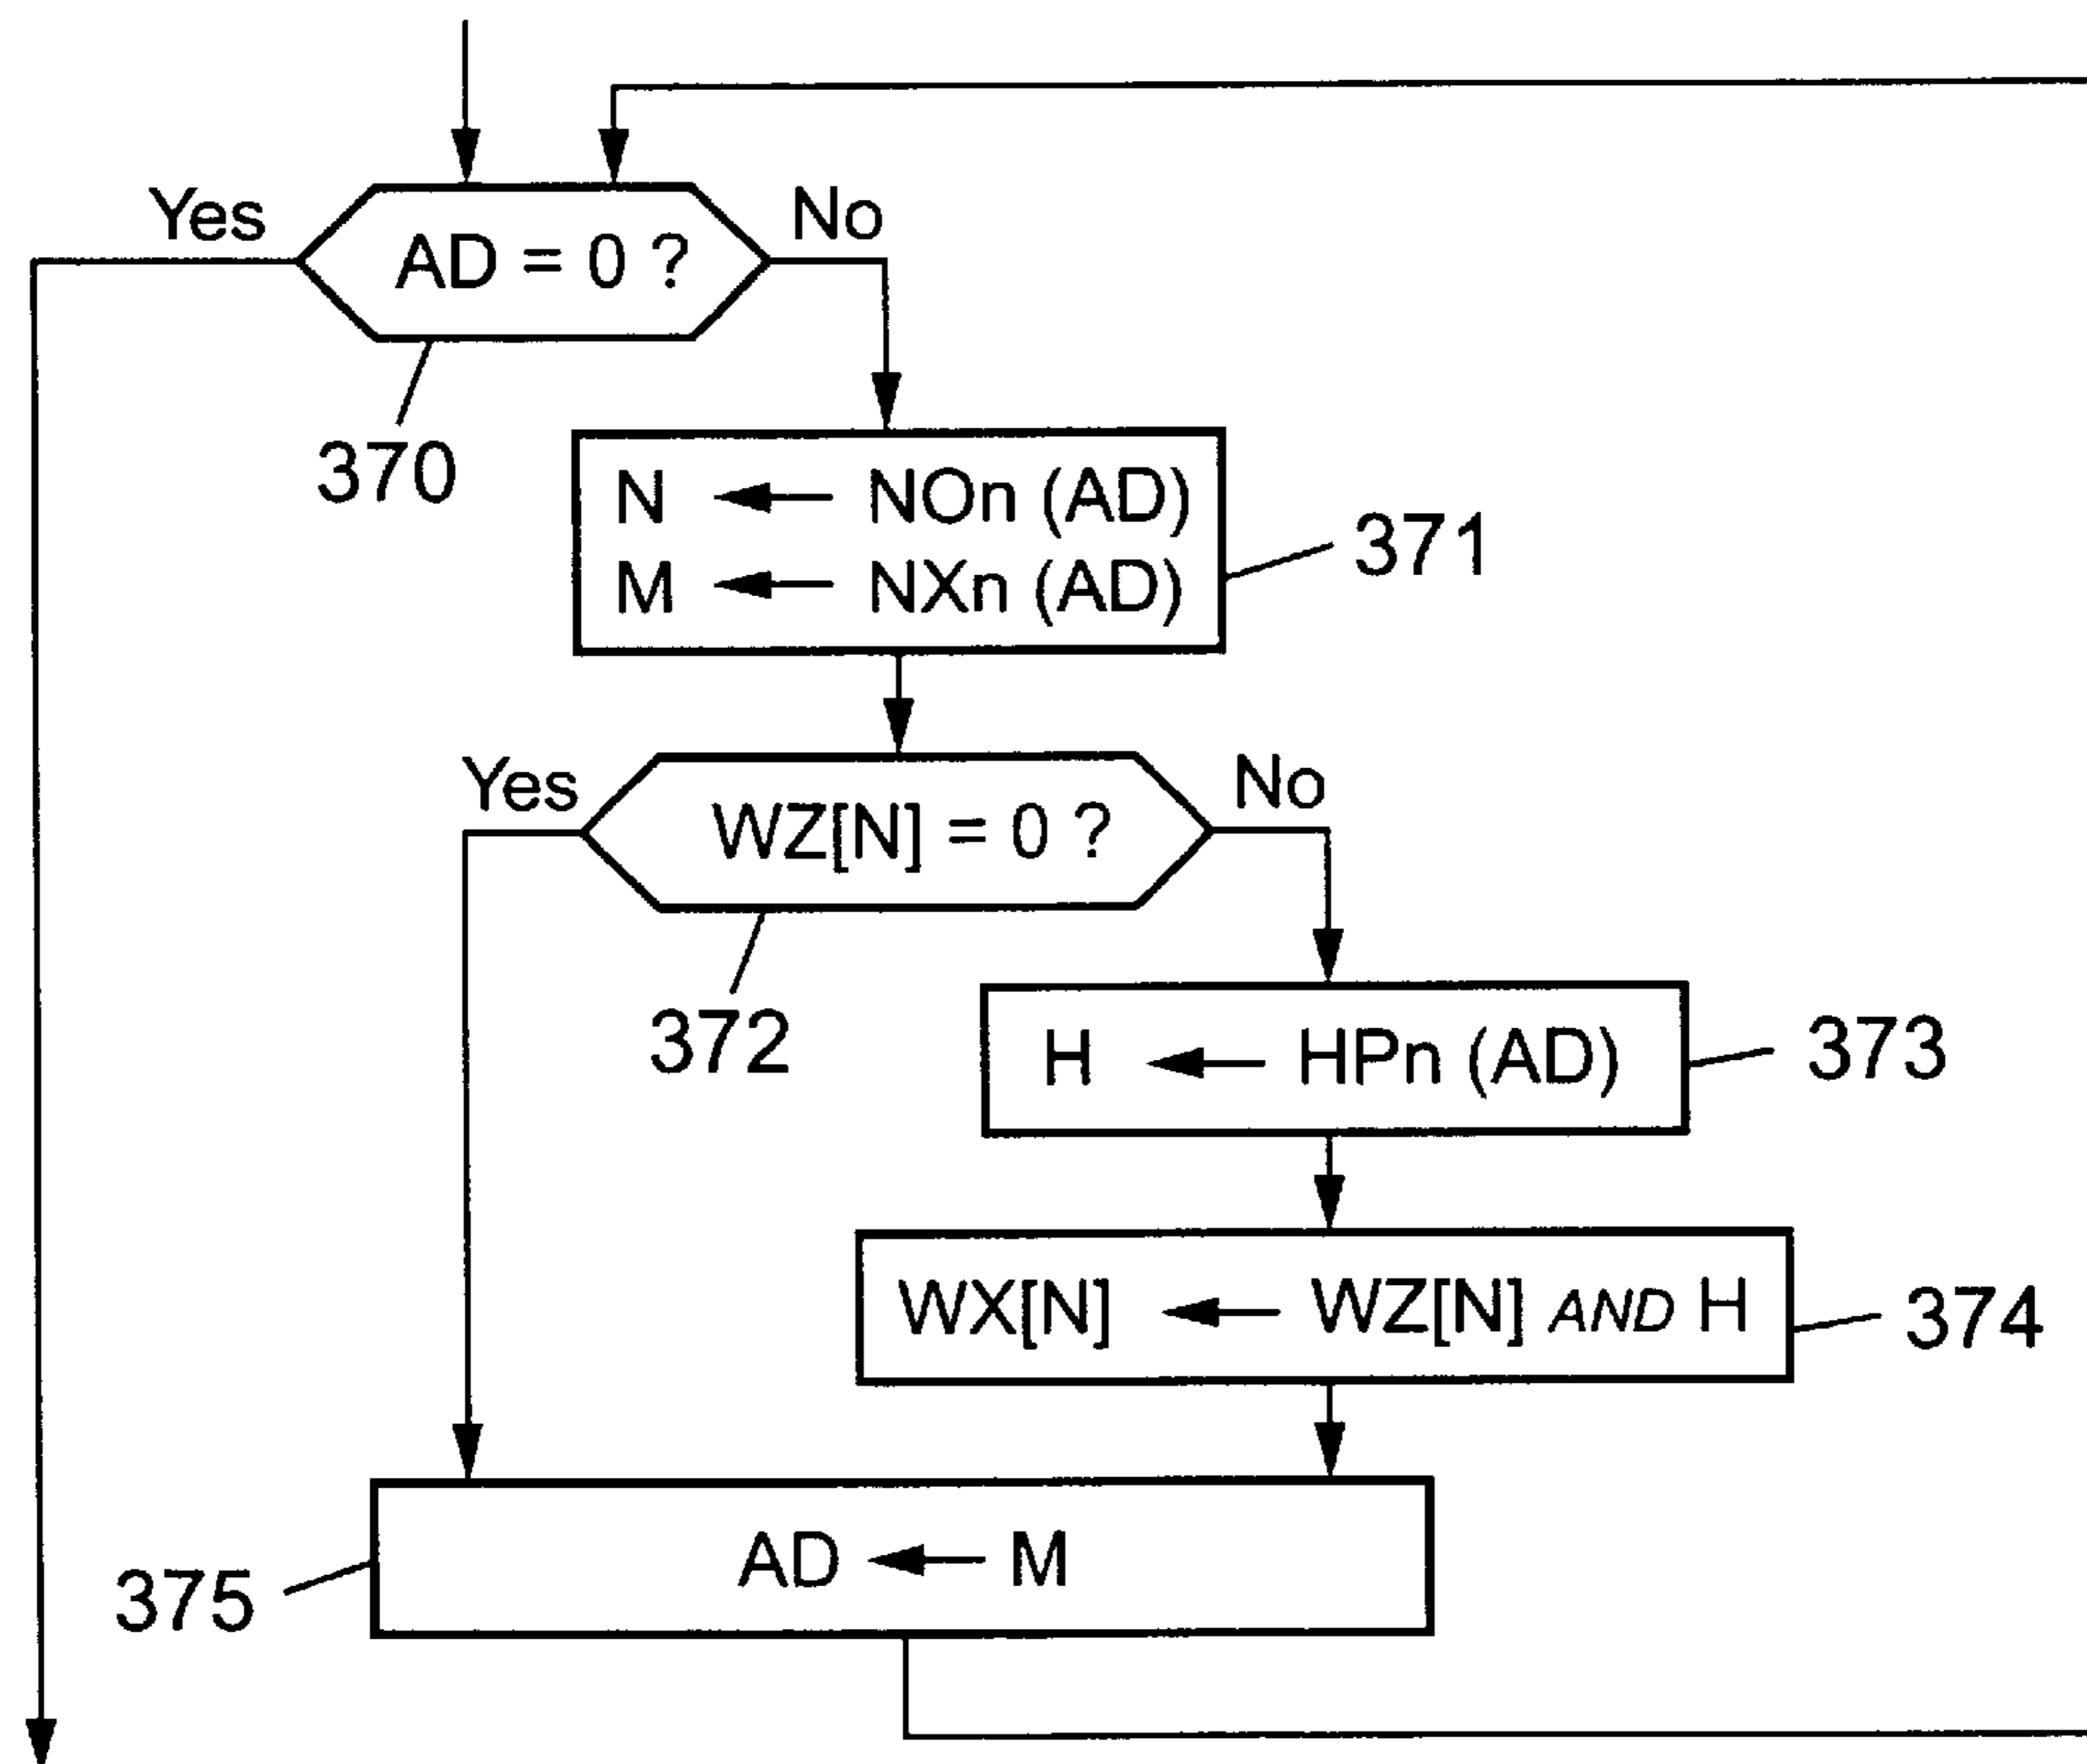 Yes
No
AD = 0 ?
370
N ← NOn (AD)
M ← NXn (AD)
371
Yes
No
WZ[N] = 0 ?
372
H ← HPn (AD)
373
WX[N] ← WZ[N] AND H
374
AD ← M
375